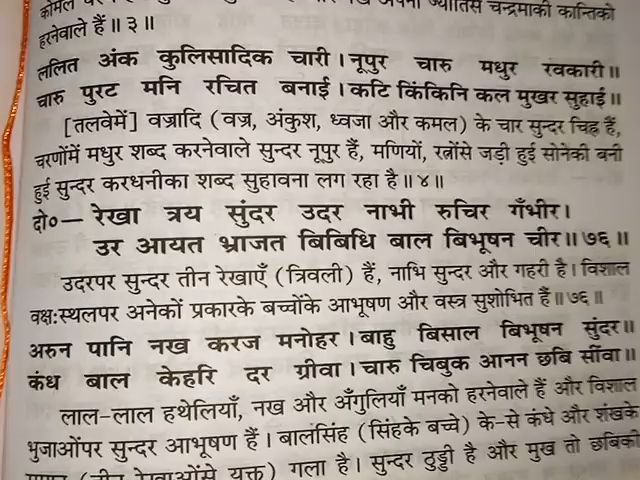 कोमल चरण अपनी ज्योतिसे चन्द्रमाकी कान्तिको
हरनेवाले हैं॥ ३॥
ललित अंक कुलिसादिक चारी। नूपुर चारु मधुर रवकारी॥
चारु पुरट मनि रचित बनाई। कटि किंकिनि कल मुखर सुहाई॥
[तलवेमें] वज्रादि (वज्र, अंकुश, ध्वजा और कमल) के चार सुन्दर चिह्न हैं,
चरणोंमें मधुर शब्द करनेवाले सुन्दर नूपुर हैं, मणियों, रत्नोंसे जड़ी हुई सोनेकी बनी
हुई सुन्दर करधनीका शब्द सुहावना लग रहा है॥ ४॥
दो०— रेखा त्रय सुंदर उदर नाभी रुचिर गँभीर।
उर आयत भ्राजत बिबिधि बाल बिभूषन चीर॥ ७६॥
उदरपर सुन्दर तीन रेखाएँ (त्रिवली) हैं, नाभि सुन्दर और गहरी है। विशाल
वक्ष:स्थलपर अनेकों प्रकारके बच्चोंके आभूषण और वस्त्र सुशोभित हैं॥ ७६॥
अरुन पानि नख करज मनोहर। बाहु बिसाल बिभूषन सुंदर॥
कंध बाल केहरि दर ग्रीवा। चारु चिबुक आनन छबि सींवा॥
लाल-लाल हथेलियाँ, नख और अँगुलियाँ मनको हरनेवाले हैं और विशाल
भुजाओंपर सुन्दर आभूषण हैं। बालसिंह (सिंहके बच्चे) के-से कंधे और शंखके
(तीन रेखाओंसे युक्त) गला है। सुन्दर ठुड्डी है और मुख तो छबिकी